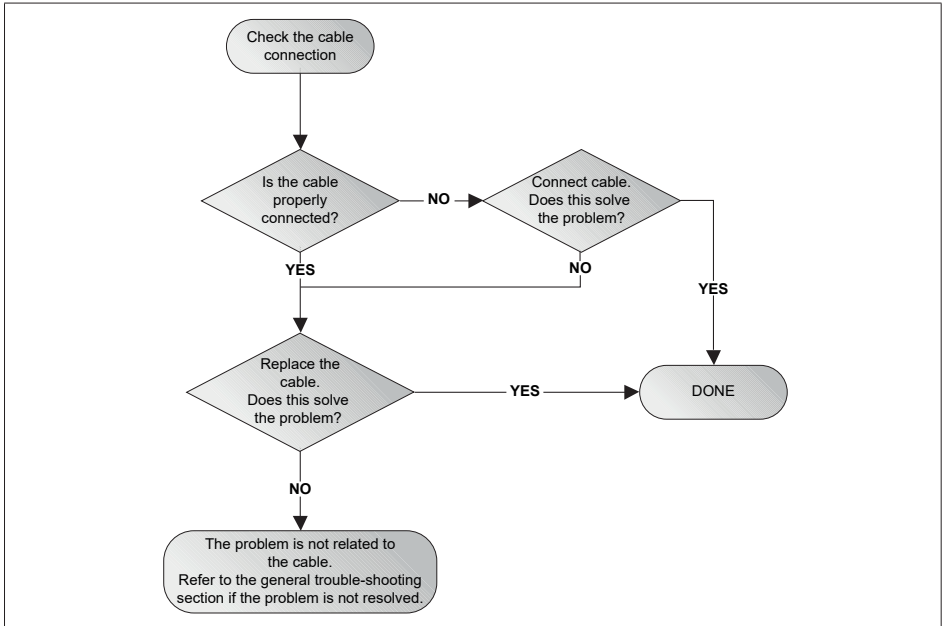 Check the cable
connection
Is the cable
properly
connected?
NO
Connect cable.
Does this solve
the problem?
YES
NO
YES
Replace the
cable.
Does this solve
the problem?
YES
DONE
NO
The problem is not related to
the cable.
Refer to the general trouble-shooting
section if the problem is not resolved.